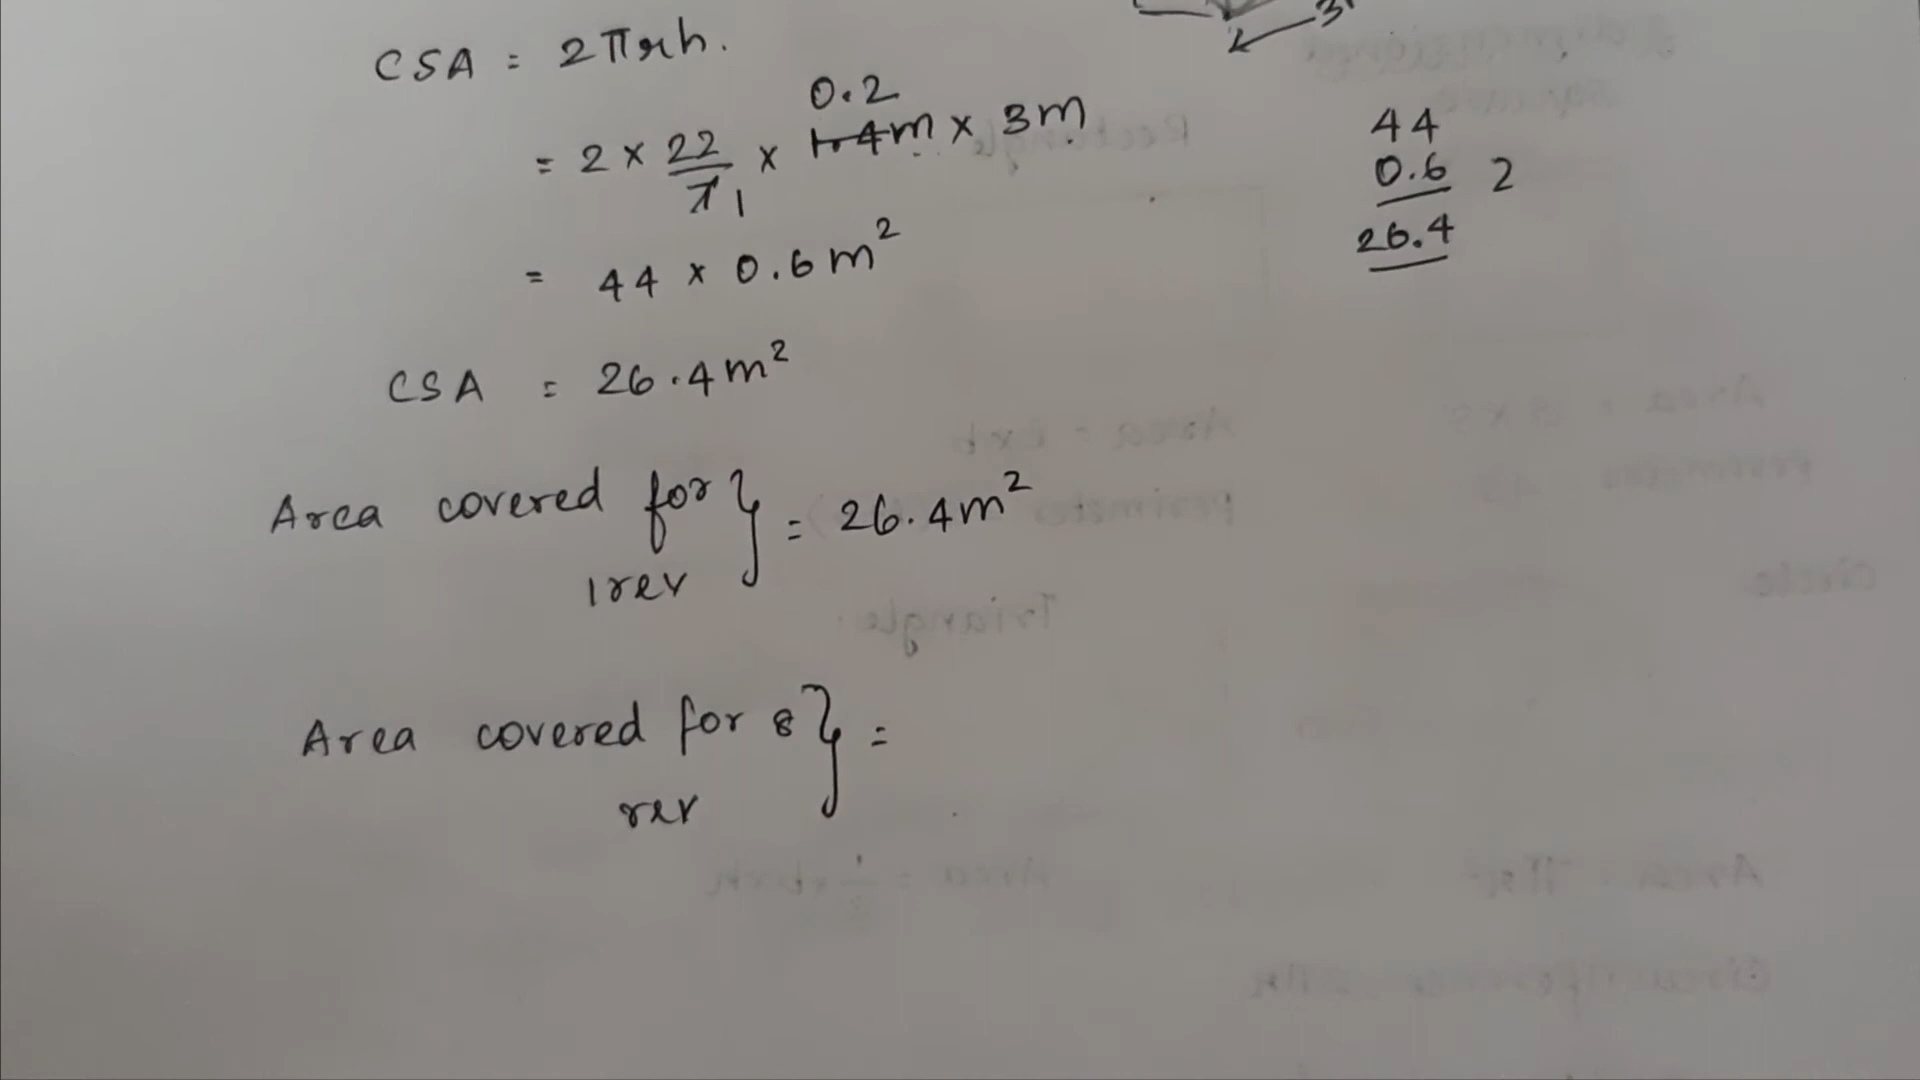 CSA = 2πrh.
0.2
= 2 × 22/7 1 × 1.4m × 3m
= 44 × 0.6 m²
CSA = 26.4 m²
Area covered for } = 26.4 m²
1 rev
Area covered for 8 } =
rev
44
0.6 2
26.4